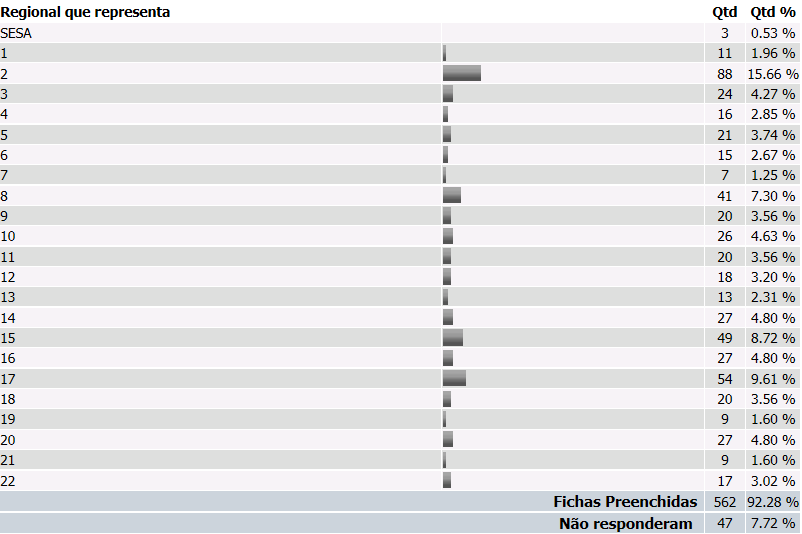 Regional que representa Qtd Qtd %
SESA 3 0.53 %
1 11 1.96 %
2 88 15.66 %
3 24 4.27 %
4 16 2.85 %
5 21 3.74 %
6 15 2.67 %
7 7 1.25 %
8 41 7.30 %
9 20 3.56 %
10 26 4.63 %
11 20 3.56 %
12 18 3.20 %
13 13 2.31 %
14 27 4.80 %
15 49 8.72 %
16 27 4.80 %
17 54 9.61 %
18 20 3.56 %
19 9 1.60 %
20 27 4.80 %
21 9 1.60 %
22 17 3.02 %
Fichas Preenchidas 562 92.28 %
Não responderam 47 7.72 %